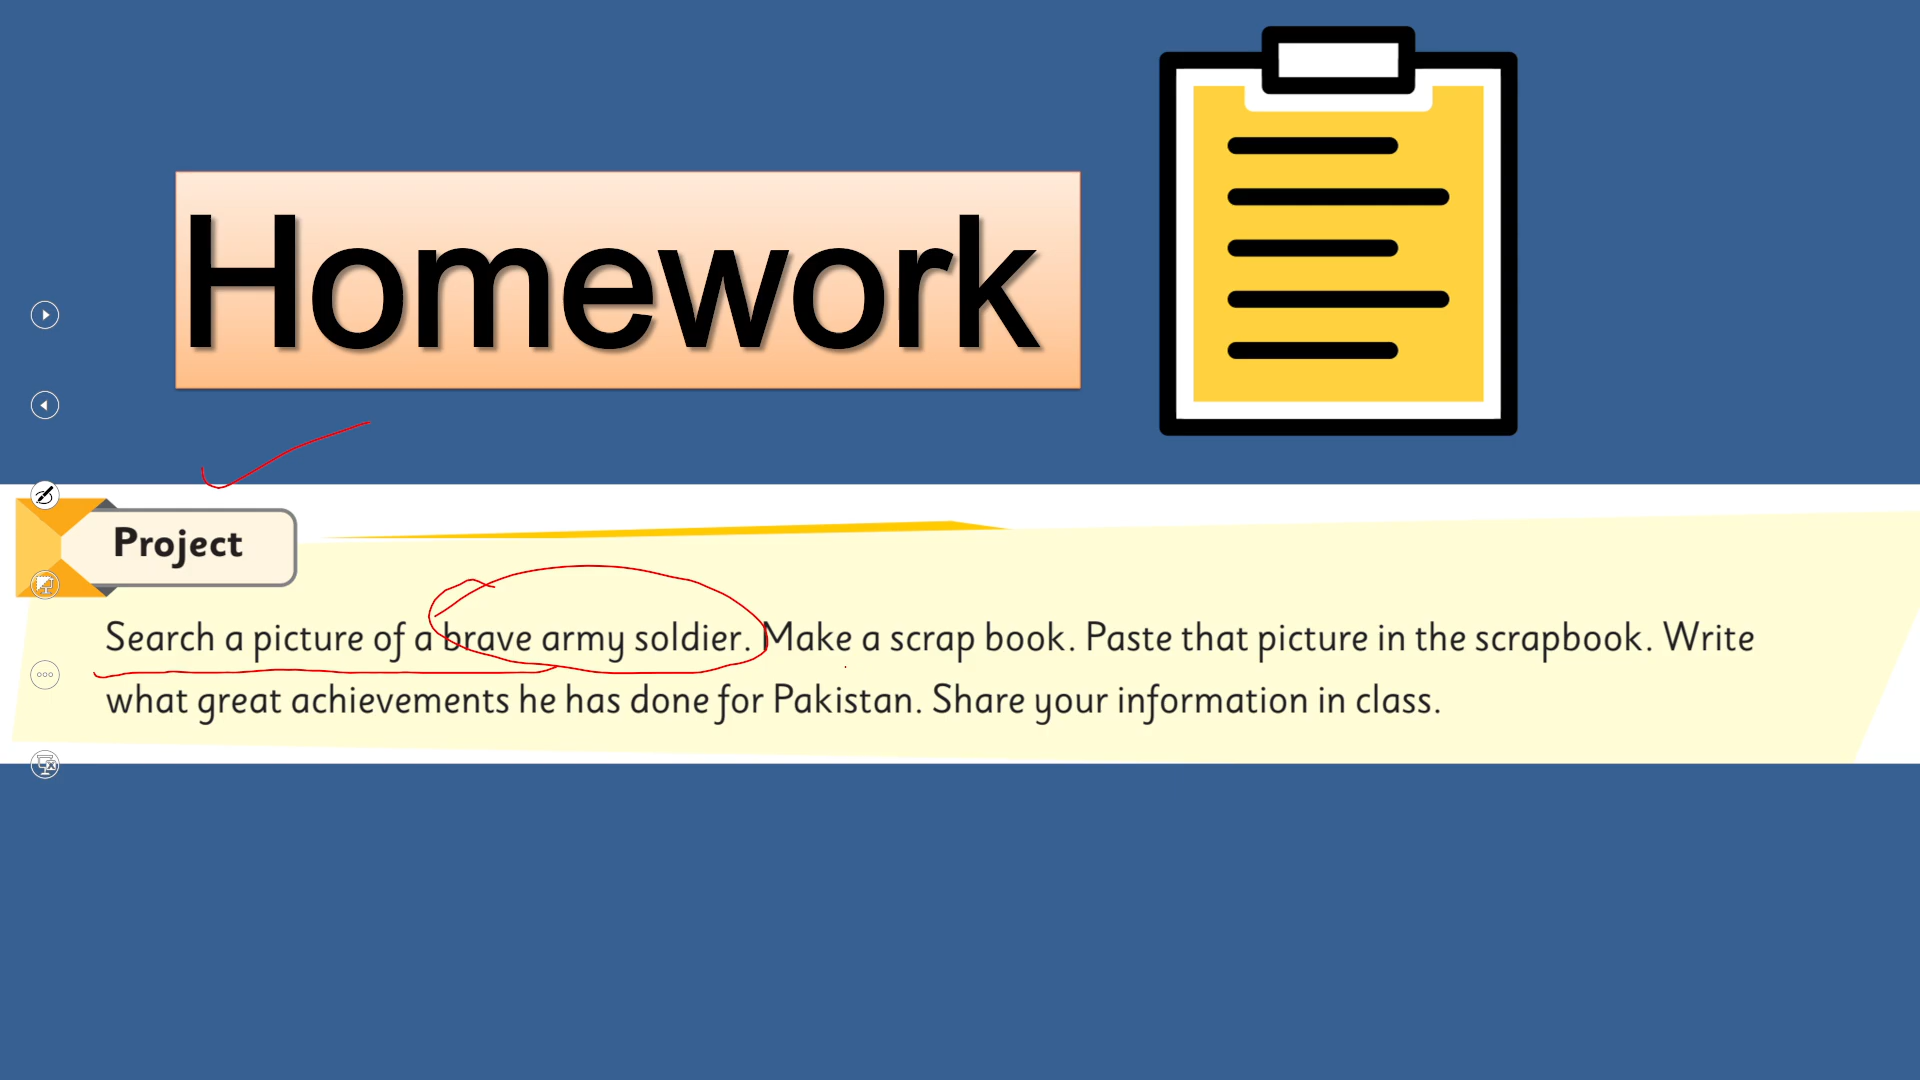 Homework
Project
Search a picture of a brave army soldier. Make a scrap book. Paste that picture in the scrapbook. Write
what great achievements he has done for Pakistan. Share your information in class.